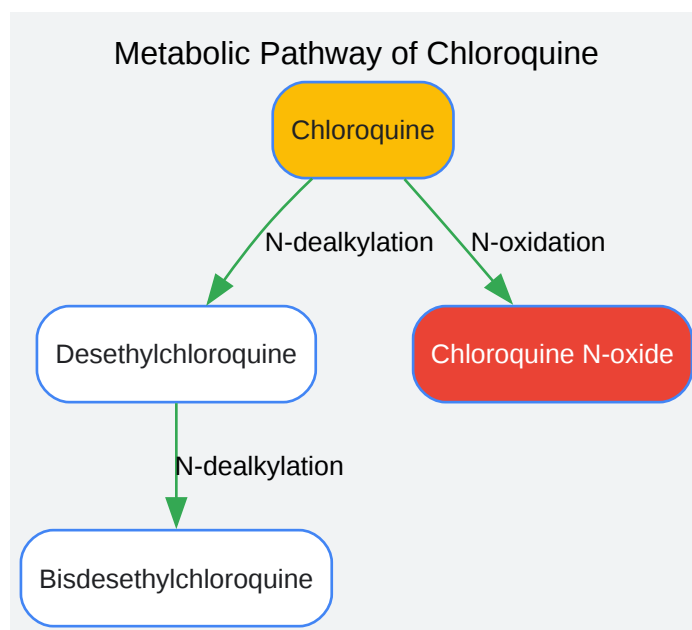 Metabolic Pathway of Chloroquine
Chloroquine
N-dealkylation
N-oxidation
Desethylchloroquine
Chloroquine N-oxide
N-dealkylation
Bisdesethylchloroquine